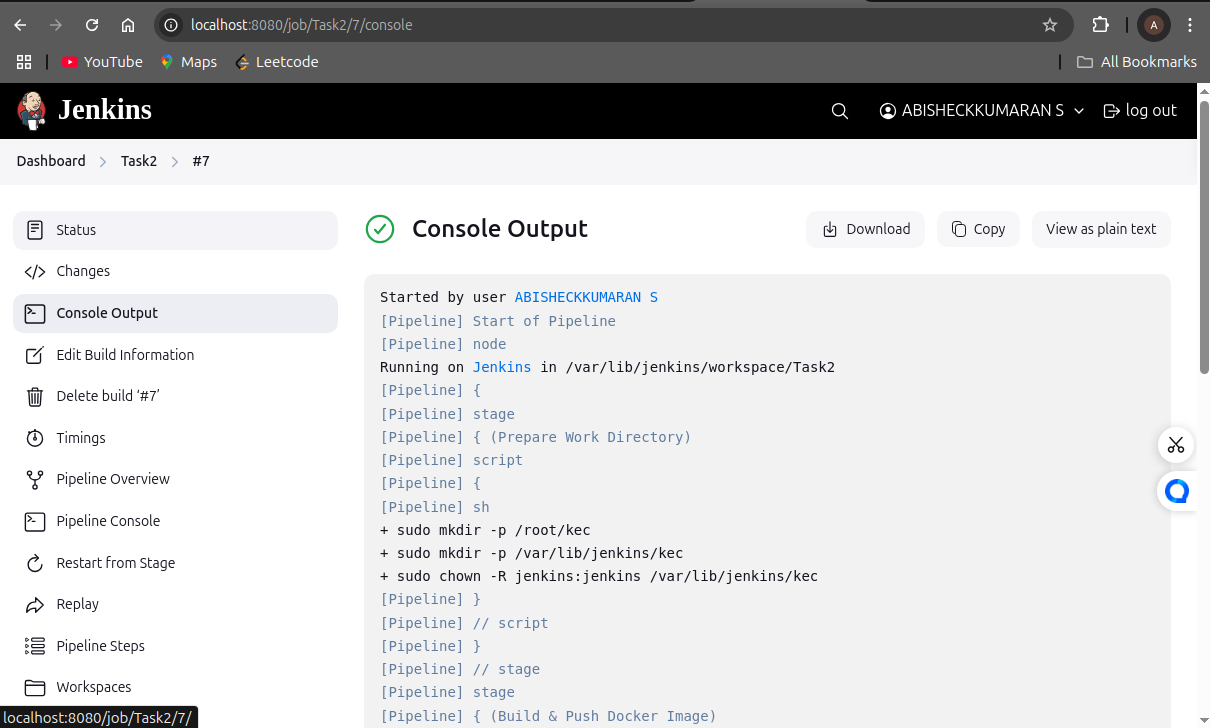 localhost:8080/job/Task2/7/console
A
YouTube
Maps
Leetcode
All Bookmarks
Jenkins
ABISHECKKUMARAN S
log out
Dashboard
Task2
#7
Status
Changes
Console Output
Edit Build Information
Delete build ‘#7’
Timings
Pipeline Overview
Pipeline Console
Restart from Stage
Replay
Pipeline Steps
Workspaces
Console Output
Download
Copy
View as plain text
Started by user ABISHECKKUMARAN S
[Pipeline] Start of Pipeline
[Pipeline] node
Running on Jenkins in /var/lib/jenkins/workspace/Task2
[Pipeline] {
[Pipeline] stage
[Pipeline] { (Prepare Work Directory)
[Pipeline] script
[Pipeline] {
[Pipeline] sh
+ sudo mkdir -p /root/kec
+ sudo mkdir -p /var/lib/jenkins/kec
+ sudo chown -R jenkins:jenkins /var/lib/jenkins/kec
[Pipeline] }
[Pipeline] // script
[Pipeline] }
[Pipeline] // stage
[Pipeline] stage
[Pipeline] { (Build & Push Docker Image)
localhost:8080/job/Task2/7/